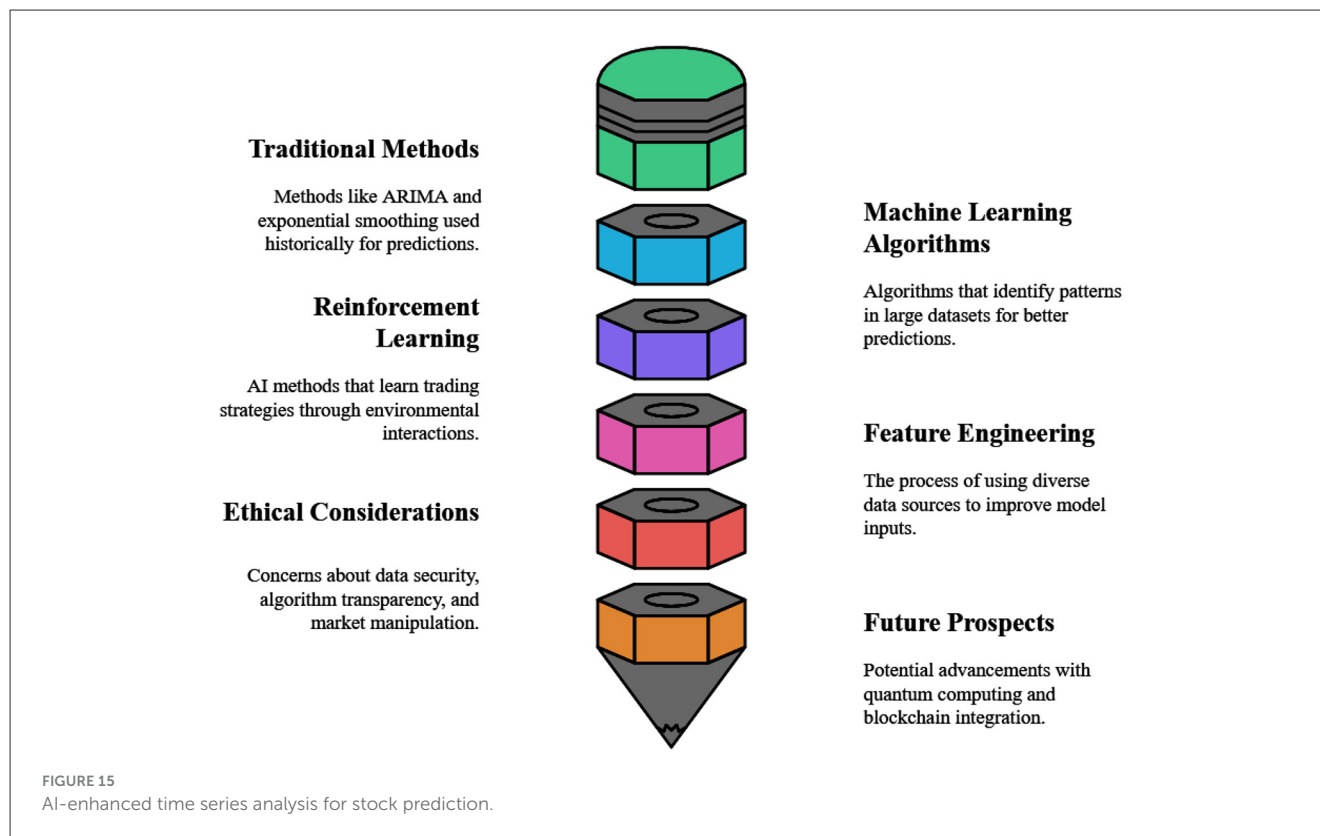 Traditional Methods
Methods like ARIMA and
exponential smoothing used
historically for predictions.
Machine Learning
Algorithms
Algorithms that identify patterns
in large datasets for better
predictions.
Reinforcement
Learning
AI methods that learn trading
strategies through environmental
interactions.
Feature Engineering
The process of using diverse
data sources to improve model
inputs.
Ethical Considerations
Concerns about data security,
algorithm transparency, and
market manipulation.
Future Prospects
Potential advancements with
quantum computing and
blockchain integration.
FIGURE 15
AI-enhanced time series analysis for stock prediction.